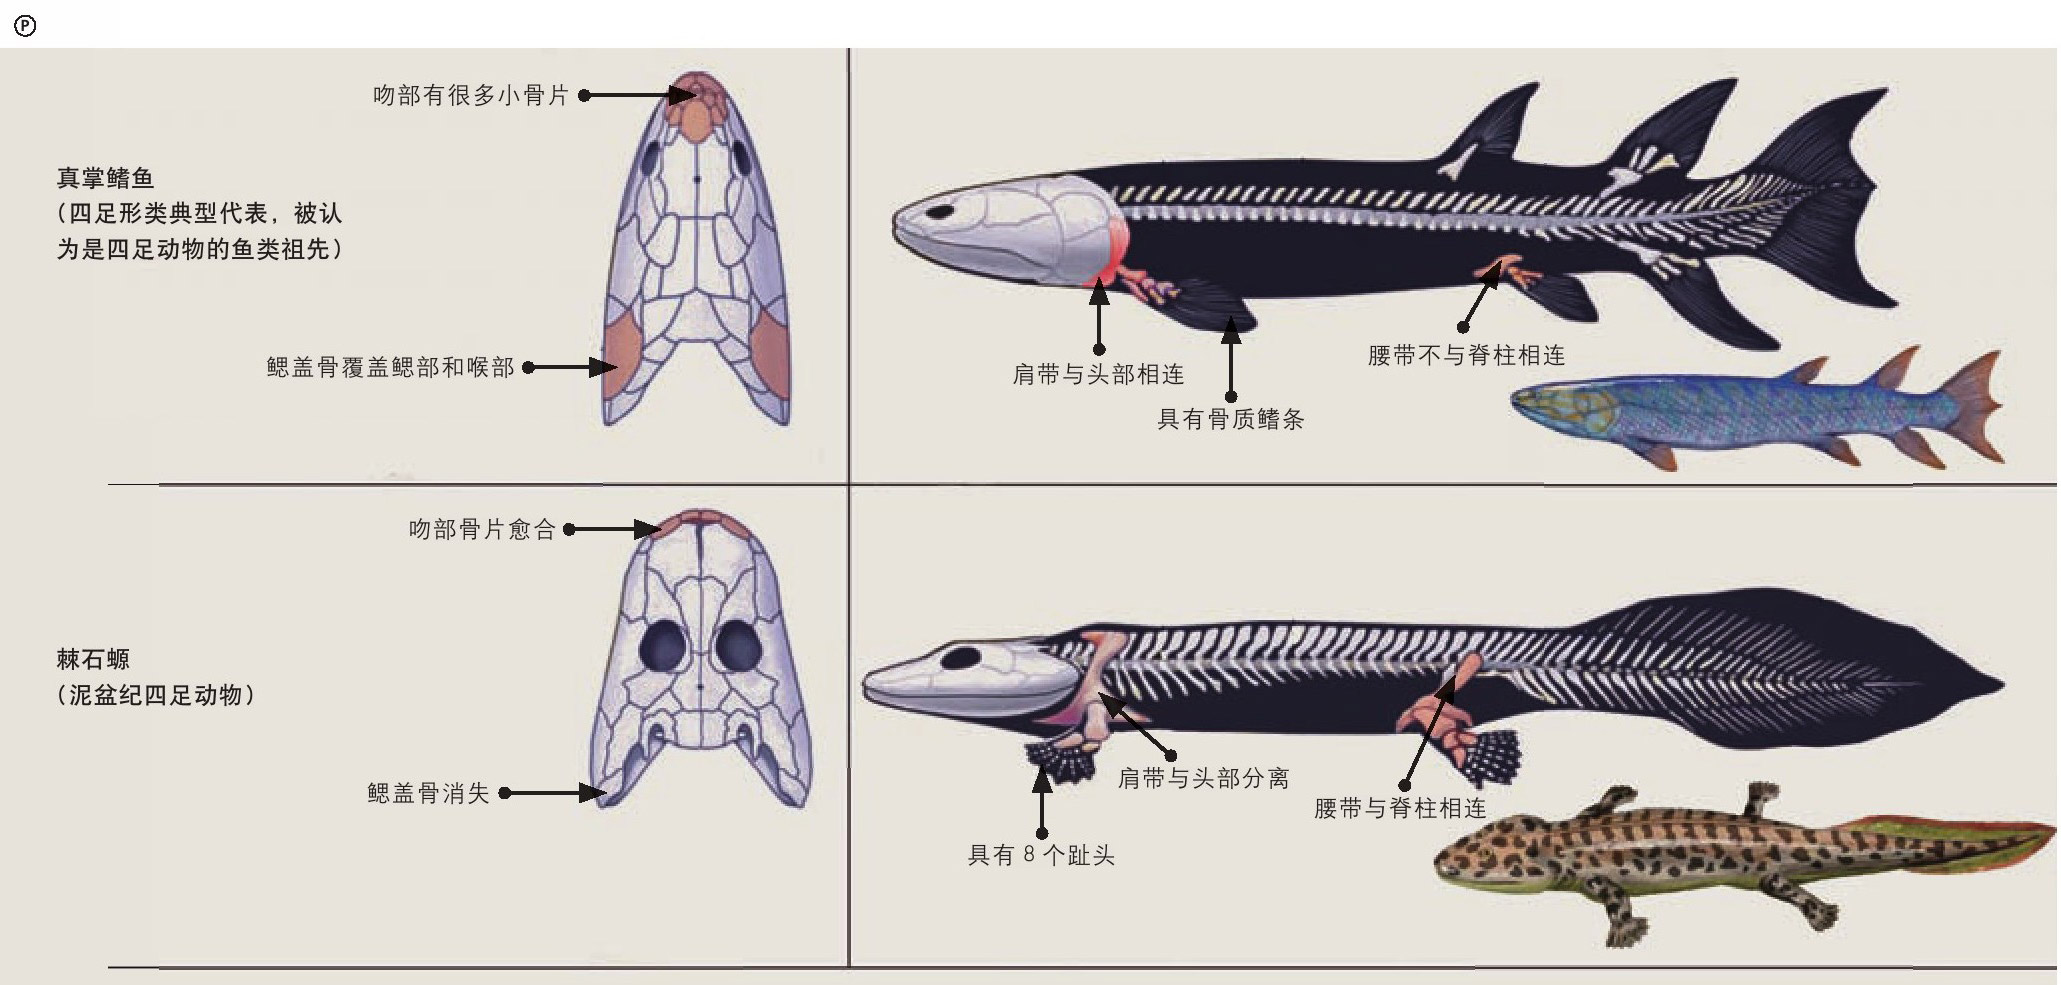 Ⓟ
吻部有很多小骨片
真掌鳍鱼
（四足形类典型代表，被认
为是四足动物的鱼类祖先）
鳃盖骨覆盖鳃部和喉部
肩带与头部相连
腰带不与脊柱相连
具有骨质鳍条
吻部骨片愈合
棘石螈
（泥盆纪四足动物）
鳃盖骨消失
肩带与头部分离
腰带与脊柱相连
具有8个趾头